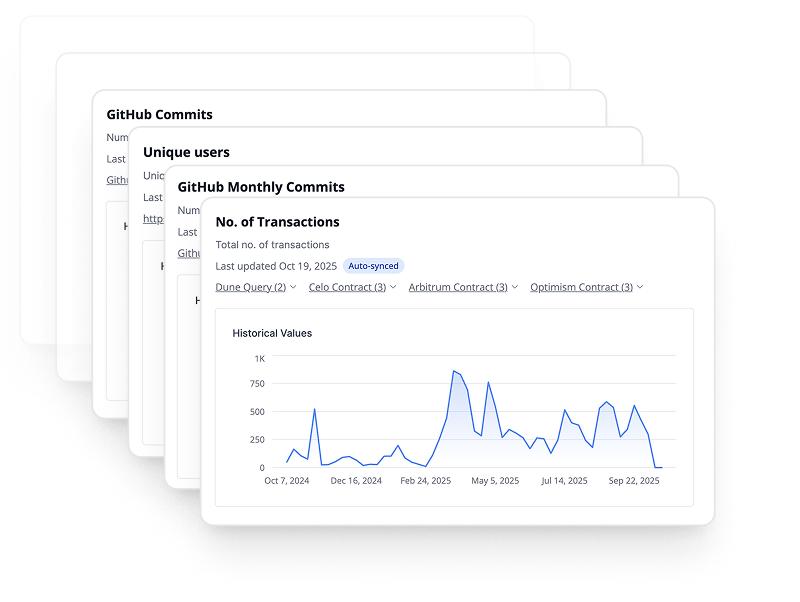 GitHub Commits
Num
Last
Githu
Unique users
Uniq
Last
http
GitHub Monthly Commits
Num
Last
Githu
No. of Transactions
Total no. of transactions
Last updated Oct 19, 2025 Auto-synced
Dune Query (2) Celo Contract (3) Arbitrum Contract (3) Optimism Contract (3)
Historical Values
1K
750
500
250
0
Oct 7, 2024 Dec 16, 2024 Feb 24, 2025 May 5, 2025 Jul 14, 2025 Sep 22, 2025